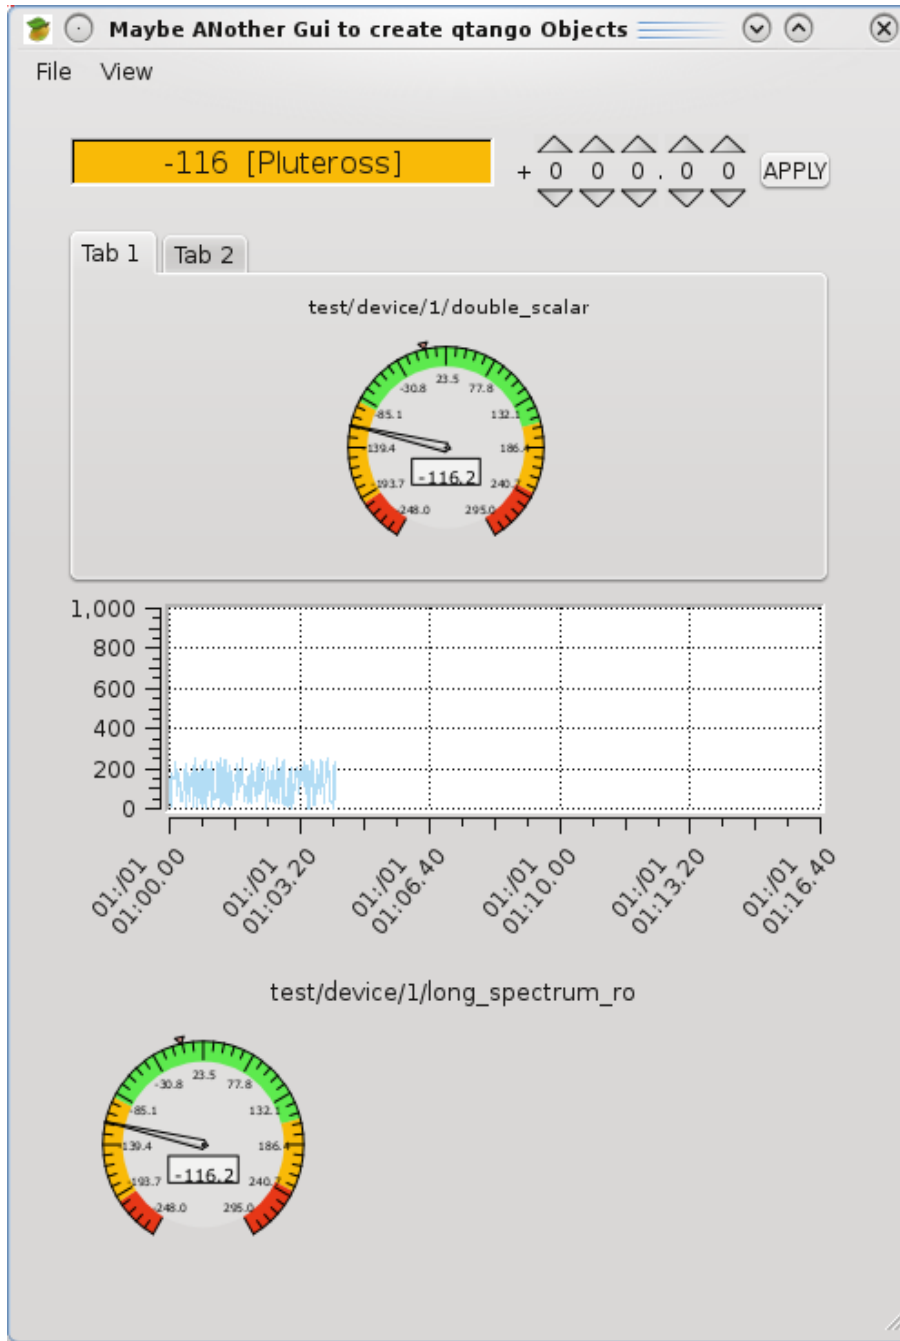 Maybe ANother Gui to create qtango Objects
File View
-116 [Pluteross]
+ 0 0 0 . 0 0 APPLY
Tab 1 Tab 2
test/device/1/double_scalar
-30.8 23.5 77.8
-85.1 132.1
-139.4 186.4
-116.2
-193.7 240.7
-248.0 295.0
1,000
800
600
400
200
0
01:/01 01:/01 01:/01 01:/01 01:/01 01:/01
01:00.00 01:03.20 01:06.40 01:10.00 01:13.20 01:16.40
test/device/1/long_spectrum_ro
-30.8 23.5 77.8
-85.1 132.1
-139.4 186.4
-116.2
-193.7 240.7
-248.0 295.0